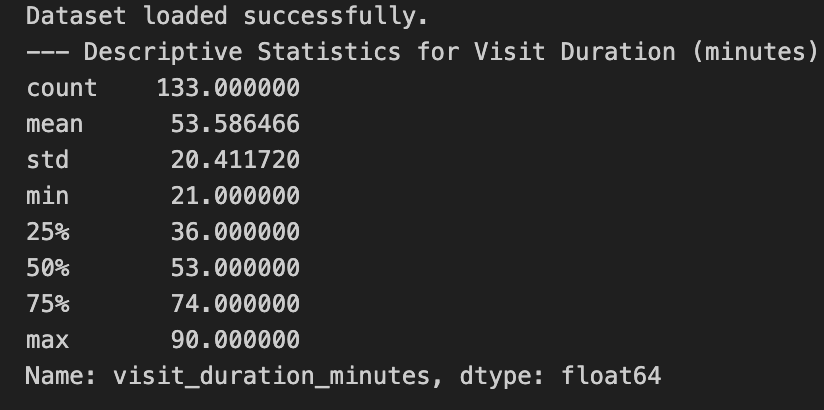 Dataset loaded successfully.
--- Descriptive Statistics for Visit Duration (minutes)
count    133.000000
mean      53.586466
std       20.411720
min       21.000000
25%       36.000000
50%       53.000000
75%       74.000000
max       90.000000
Name: visit_duration_minutes, dtype: float64